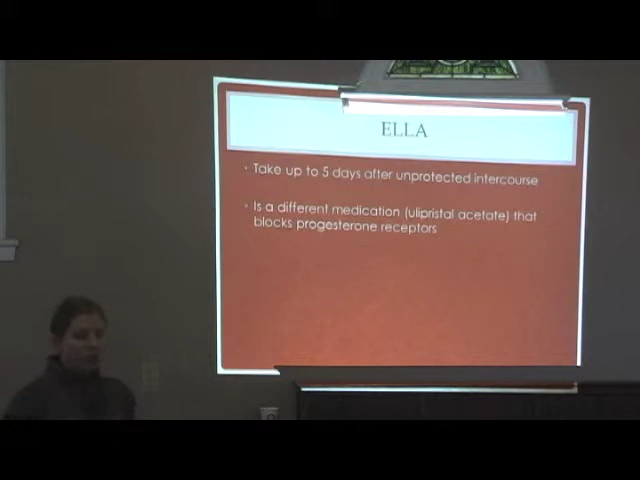 ELLA
• Take up to 5 days after unprotected intercourse
• Is a different medication (ulipristal acetate) that
blocks progesterone receptors